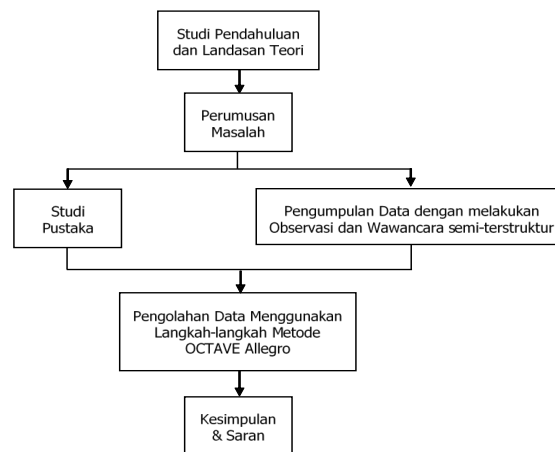 Studi Pendahuluan
dan Landasan Teori
Perumusan
Masalah
Studi
Pustaka
Pengumpulan Data dengan melakukan
Observasi dan Wawancara semi-terstruktur
Pengolahan Data Menggunakan
Langkah-langkah Metode
OCTAVE Allegro
Kesimpulan
& Saran